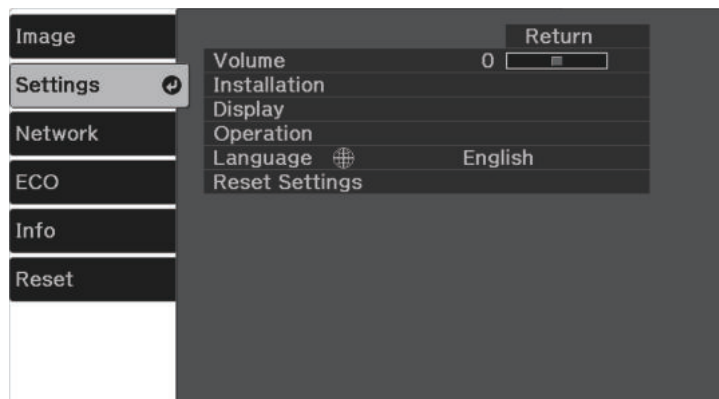 Image
Settings
Network
ECO
Info
Reset
Return
Volume 0
Installation
Display
Operation
Language English
Reset Settings